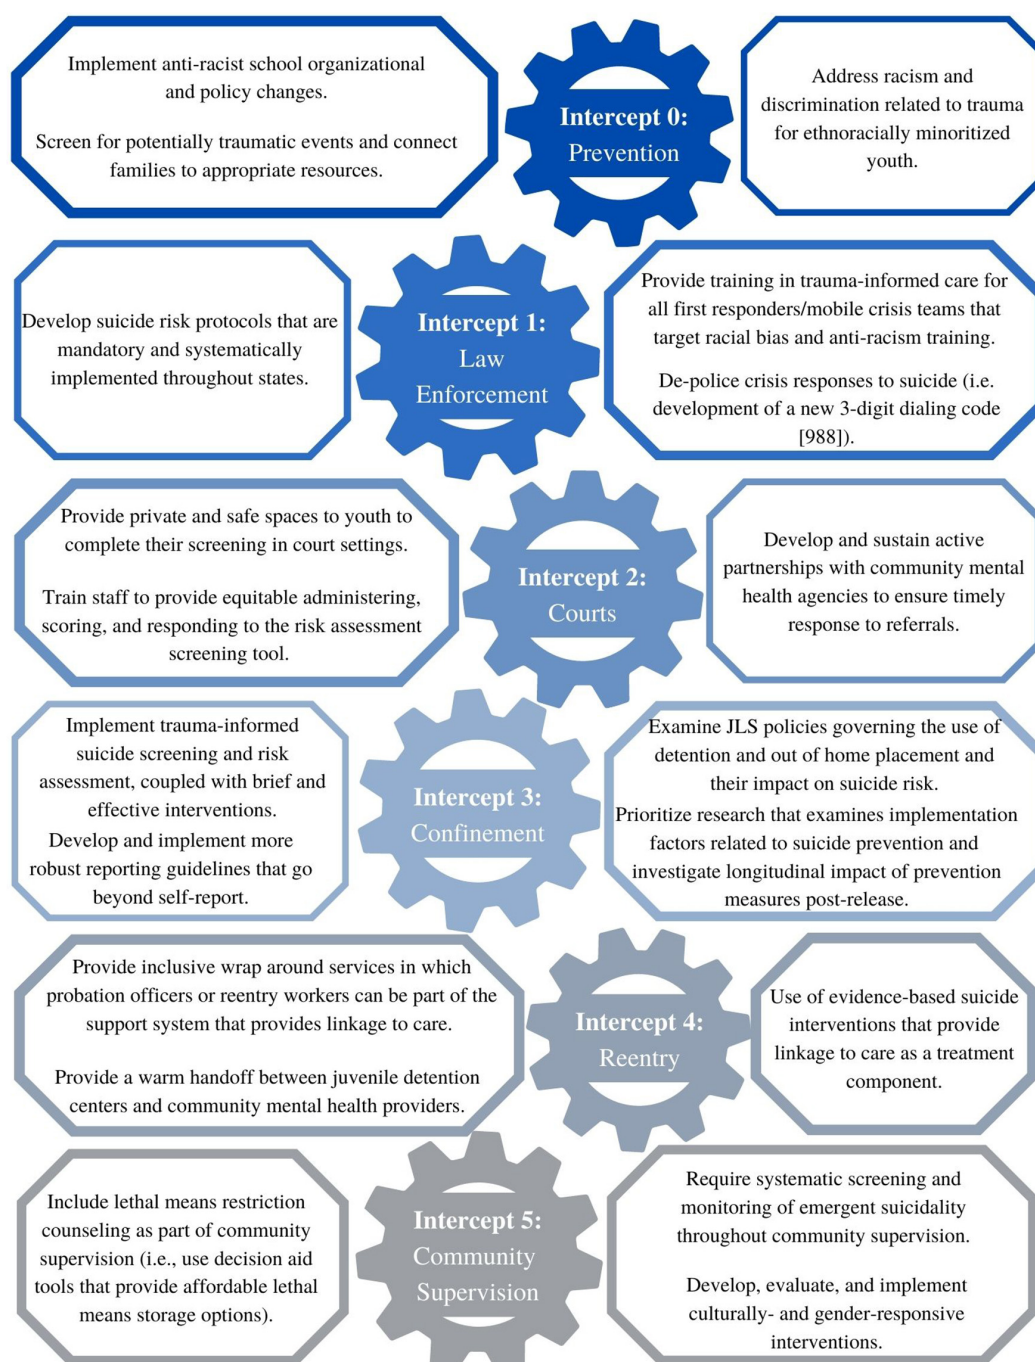 Implement anti-racist school organizational
and policy changes.
Screen for potentially traumatic events and connect
families to appropriate resources.
Intercept 0:
Prevention
Address racism and
discrimination related to trauma
for ethnoracially minoritized
youth.
Develop suicide risk protocols that are
mandatory and systematically
implemented throughout states.
Intercept 1:
Law
Enforcement
Provide training in trauma-informed care for
all first responders/mobile crisis teams that
target racial bias and anti-racism training.
De-police crisis responses to suicide (i.e.
development of a new 3-digit dialing code
[988]).
Provide private and safe spaces to youth to
complete their screening in court settings.
Train staff to provide equitable administering,
scoring, and responding to the risk assessment
screening tool.
Intercept 2:
Courts
Develop and sustain active
partnerships with community mental
health agencies to ensure timely
response to referrals.
Implement trauma-informed
suicide screening and risk
assessment, coupled with brief and
effective interventions.
Develop and implement more
robust reporting guidelines that go
beyond self-report.
Intercept 3:
Confinement
Examine JLS policies governing the use of
detention and out of home placement and
their impact on suicide risk.
Prioritize research that examines implementation
factors related to suicide prevention and
investigate longitudinal impact of prevention
measures post-release.
Provide inclusive wrap around services in which
probation officers or reentry workers can be part of the
support system that provides linkage to care.
Provide a warm handoff between juvenile detention
centers and community mental health providers.
Intercept 4:
Reentry
Use of evidence-based suicide
interventions that provide
linkage to care as a treatment
component.
Include lethal means restriction
counseling as part of community
supervision (i.e., use decision aid
tools that provide affordable lethal
means storage options).
Intercept 5:
Community
Supervision
Require systematic screening and
monitoring of emergent suicidality
throughout community supervision.
Develop, evaluate, and implement
culturally- and gender-responsive
interventions.